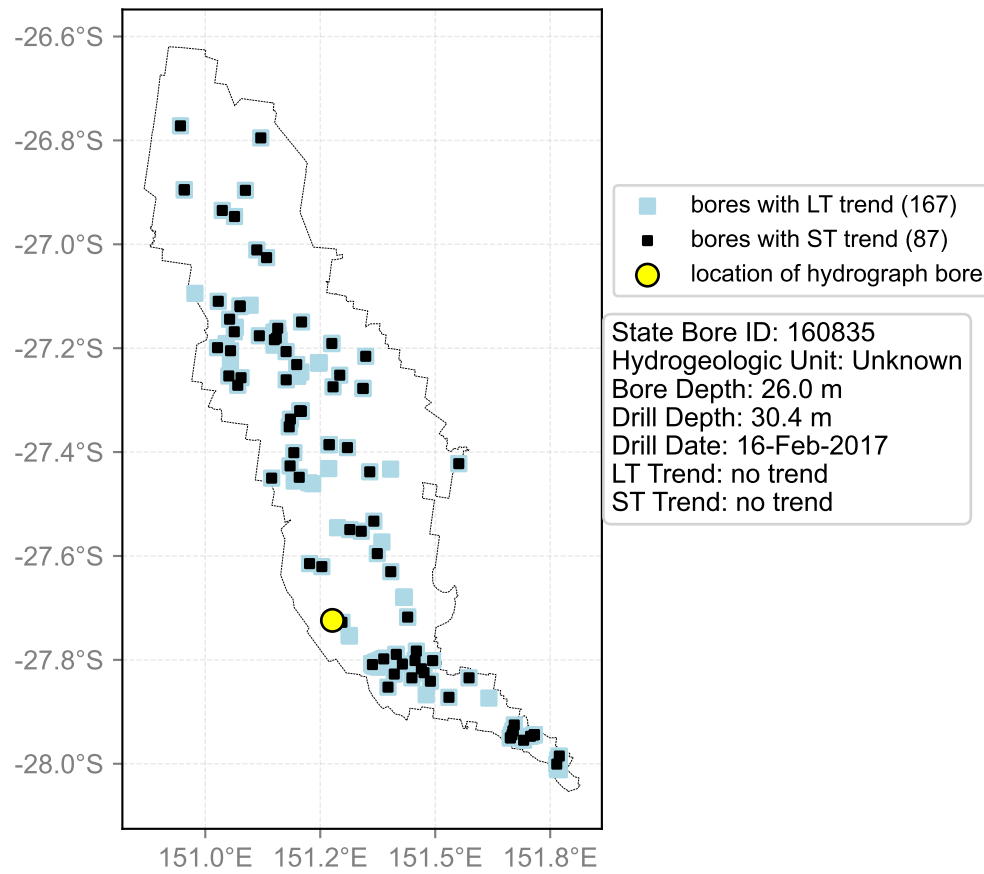 -26.6°S
-26.8°S
-27.0°S
-27.2°S
-27.4°S
-27.6°S
-27.8°S
-28.0°S
151.0°E 151.2°E 151.5°E 151.8°E
bores with LT trend (167)
bores with ST trend (87)
location of hydrograph bore
State Bore ID: 160835
Hydrogeologic Unit: Unknown
Bore Depth: 26.0 m
Drill Depth: 30.4 m
Drill Date: 16-Feb-2017
LT Trend: no trend
ST Trend: no trend